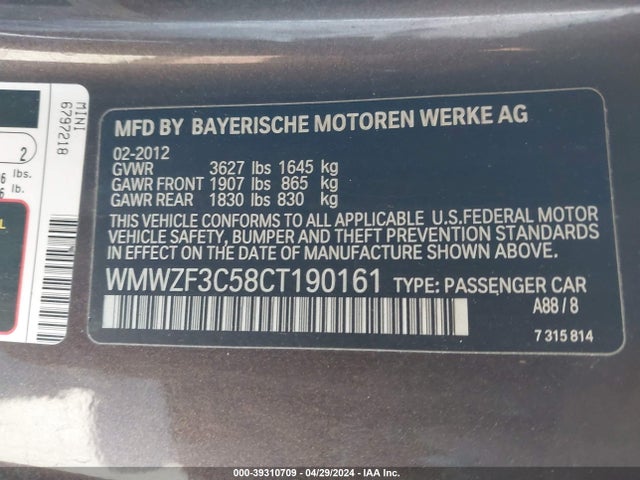 MINI
6797218
2
lbs.
lb.
MFD BY BAYERISCHE MOTOREN WERKE AG
02-2012
GVWR 3627 lbs 1645 kg
GAWR FRONT 1907 lbs 865 kg
GAWR REAR 1830 lbs 830 kg
THIS VEHICLE CONFORMS TO ALL APPLICABLE U.S.FEDERAL MOTOR
VEHICLE SAFETY, BUMPER AND THEFT PREVENTION STANDARDS
IN EFFECT ON THE DATE OF MANUFACTURE SHOWN ABOVE.
WMWZF3C58CT190161 TYPE: PASSENGER CAR
A88 / 8
7 315 814
000-39310709 - 04/29/2024 - IAA Inc.